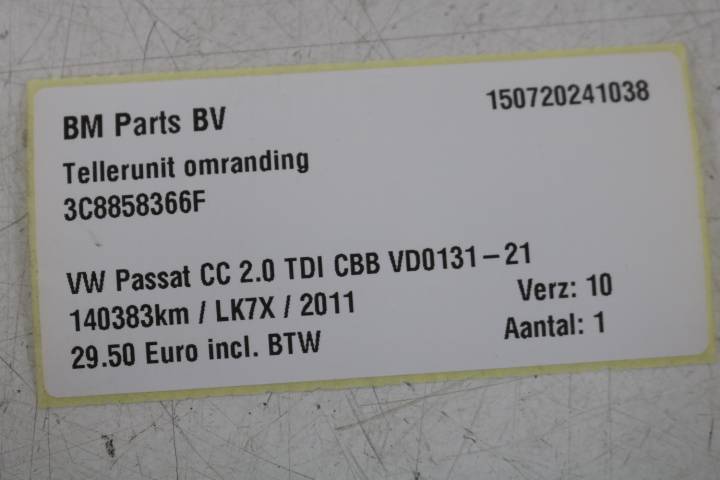 BM Parts BV
150720241038
Tellerunit omranding
3C8858366F
VW Passat CC 2.0 TDI CBB VD0131-21
140383km / LK7X / 2011
Verz: 10
29.50 Euro incl. BTW
Aantal: 1